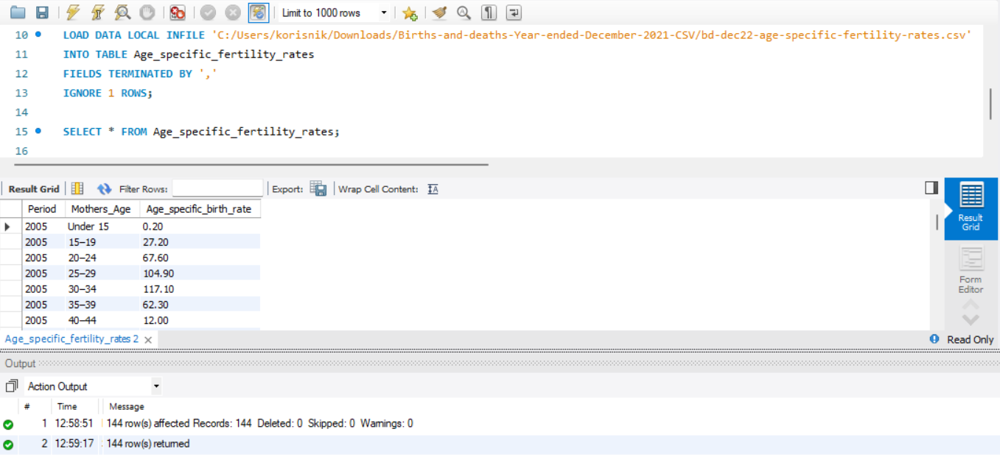 Limit to 1000 rows
10 LOAD DATA LOCAL INFILE 'C:/Users/korisnik/Downloads/Births-and-deaths-Year-ended-December-2021-CSV/bd-dec22-age-specific-fertility-rates.csv'
11 INTO TABLE Age_specific_fertility_rates
12 FIELDS TERMINATED BY ','
13 IGNORE 1 ROWS;
14
15 SELECT * FROM Age_specific_fertility_rates;
16
Result Grid Filter Rows: Export: Wrap Cell Content:
Period Mothers_Age Age_specific_birth_rate
2005 Under 15 0.20
2005 15–19 27.20
2005 20–24 67.60
2005 25–29 104.90
2005 30–34 117.10
2005 35–39 62.30
2005 40–44 12.00
Result
Grid
Form
Editor
Age_specific_fertility_rates 2 Read Only
Output
Action Output
# Time Message
1 12:58:51 144 row(s) affected Records: 144 Deleted: 0 Skipped: 0 Warnings: 0
2 12:59:17 144 row(s) returned